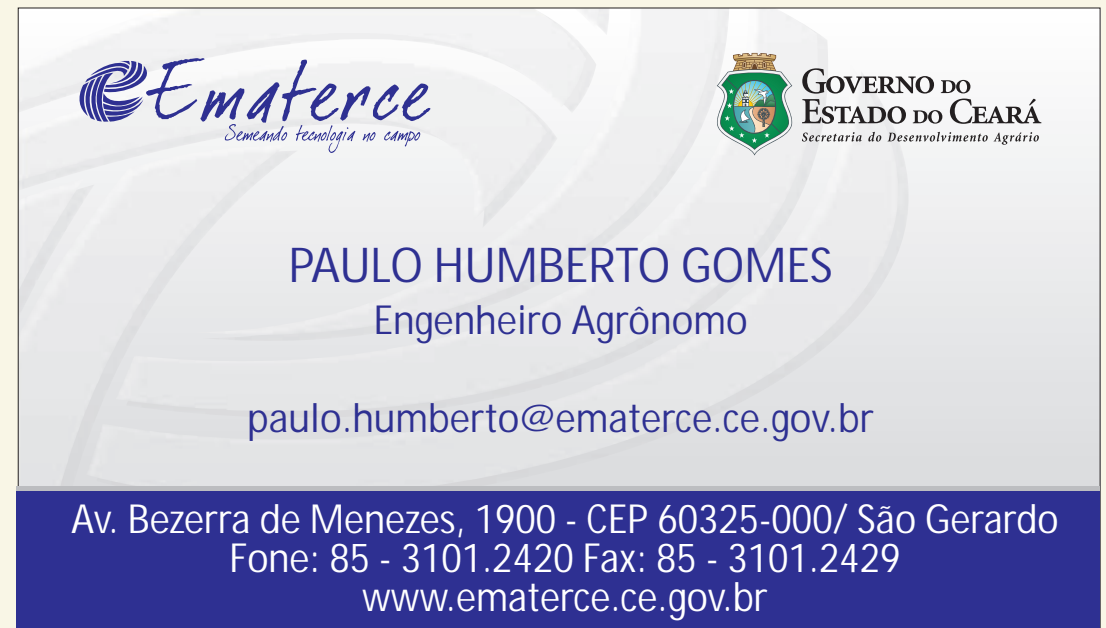 Ematerce
Semeando tecnologia no campo
GOVERNO DO
ESTADO DO CEARÁ
Secretaria do Desenvolvimento Agrário
PAULO HUMBERTO GOMES
Engenheiro Agrônomo
paulo.humberto@ematerce.ce.gov.br
Av. Bezerra de Menezes, 1900 - CEP 60325-000/ São Gerardo
Fone: 85 - 3101.2420 Fax: 85 - 3101.2429
www.ematerce.ce.gov.br